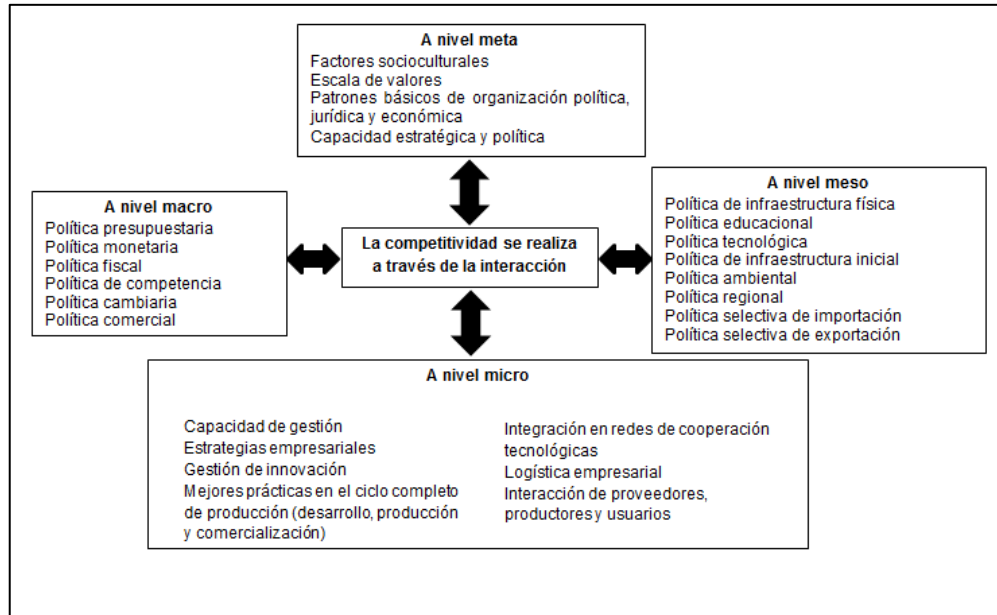 A nivel meta
Factores socioculturales
Escala de valores
Patrones básicos de organización política,
jurídica y económica
Capacidad estratégica y política
A nivel macro
Política presupuestaria
Política monetaria
Política fiscal
Política de competencia
Política cambiaria
Política comercial
La competitividad se realiza
a través de la interacción
A nivel meso
Política de infraestructura física
Política educacional
Política tecnológica
Política de infraestructura inicial
Política ambiental
Política regional
Política selectiva de importación
Política selectiva de exportación
A nivel micro
Capacidad de gestión
Estrategias empresariales
Gestión de innovación
Mejores prácticas en el ciclo completo
de producción (desarrollo, producción
y comercialización)
Integración en redes de cooperación
tecnológicas
Logística empresarial
Interacción de proveedores,
productores y usuarios